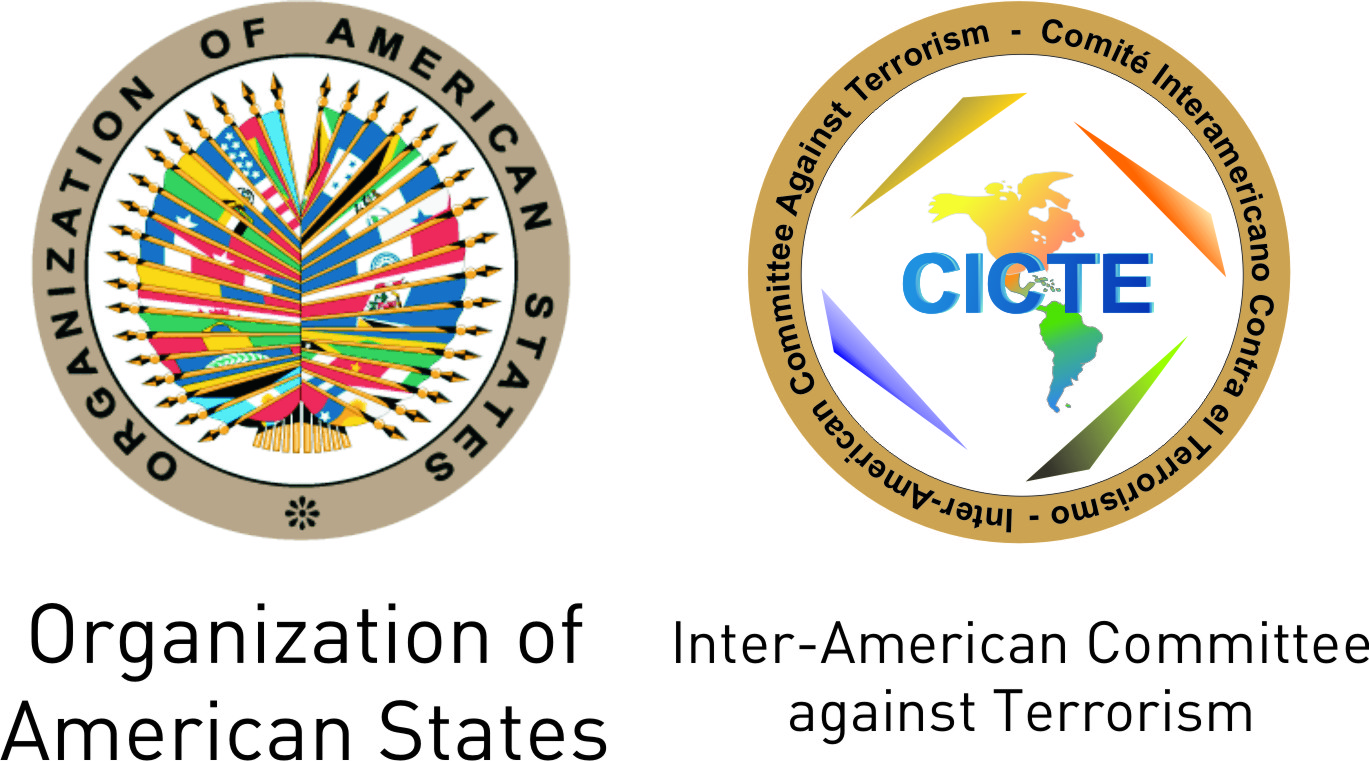 ORGANIZATION OF AMERICAN STATES
Inter-American Committee Against Terrorism - Comité Interamericano Contra el Terrorismo -
CICTE
Organization of
American States
Inter-American Committee
against Terrorism